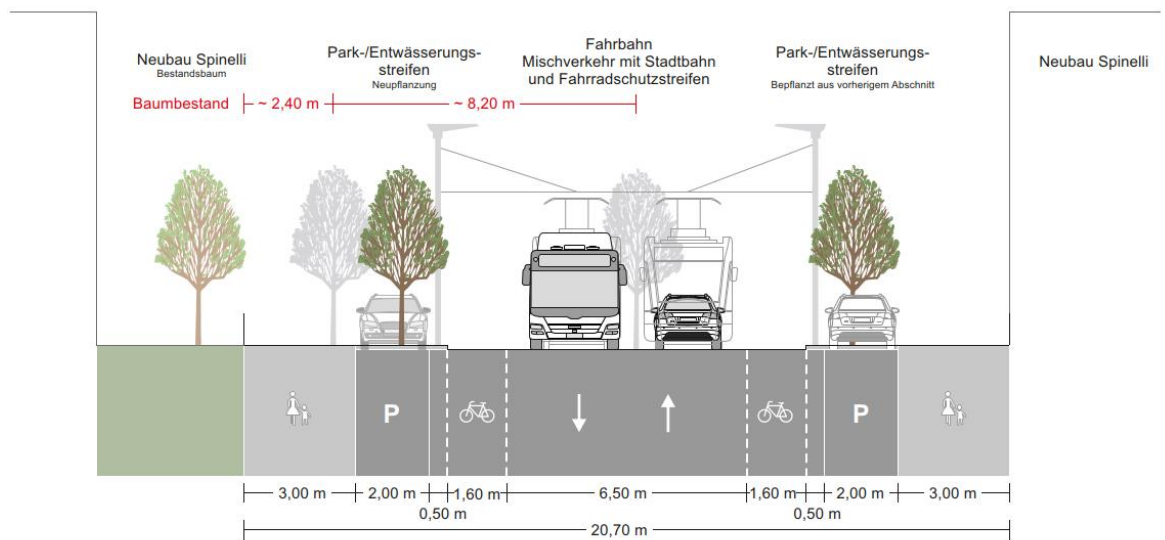 Neubau Spinelli
Bestandsbaum
Park-/Entwässerungs-
streifen
Neupflanzung
Fahrbahn
Mischverkehr mit Stadtbahn
und Fahrradschutzstreifen
Park-/Entwässerungs-
streifen
Bepflanzt aus vorherigem Abschnitt
Neubau Spinelli
Baumbestand
~ 2,40 m
~ 8,20 m
P
P
3,00 m
2,00 m
1,60 m
6,50 m
1,60 m
2,00 m
3,00 m
0,50 m
0,50 m
20,70 m